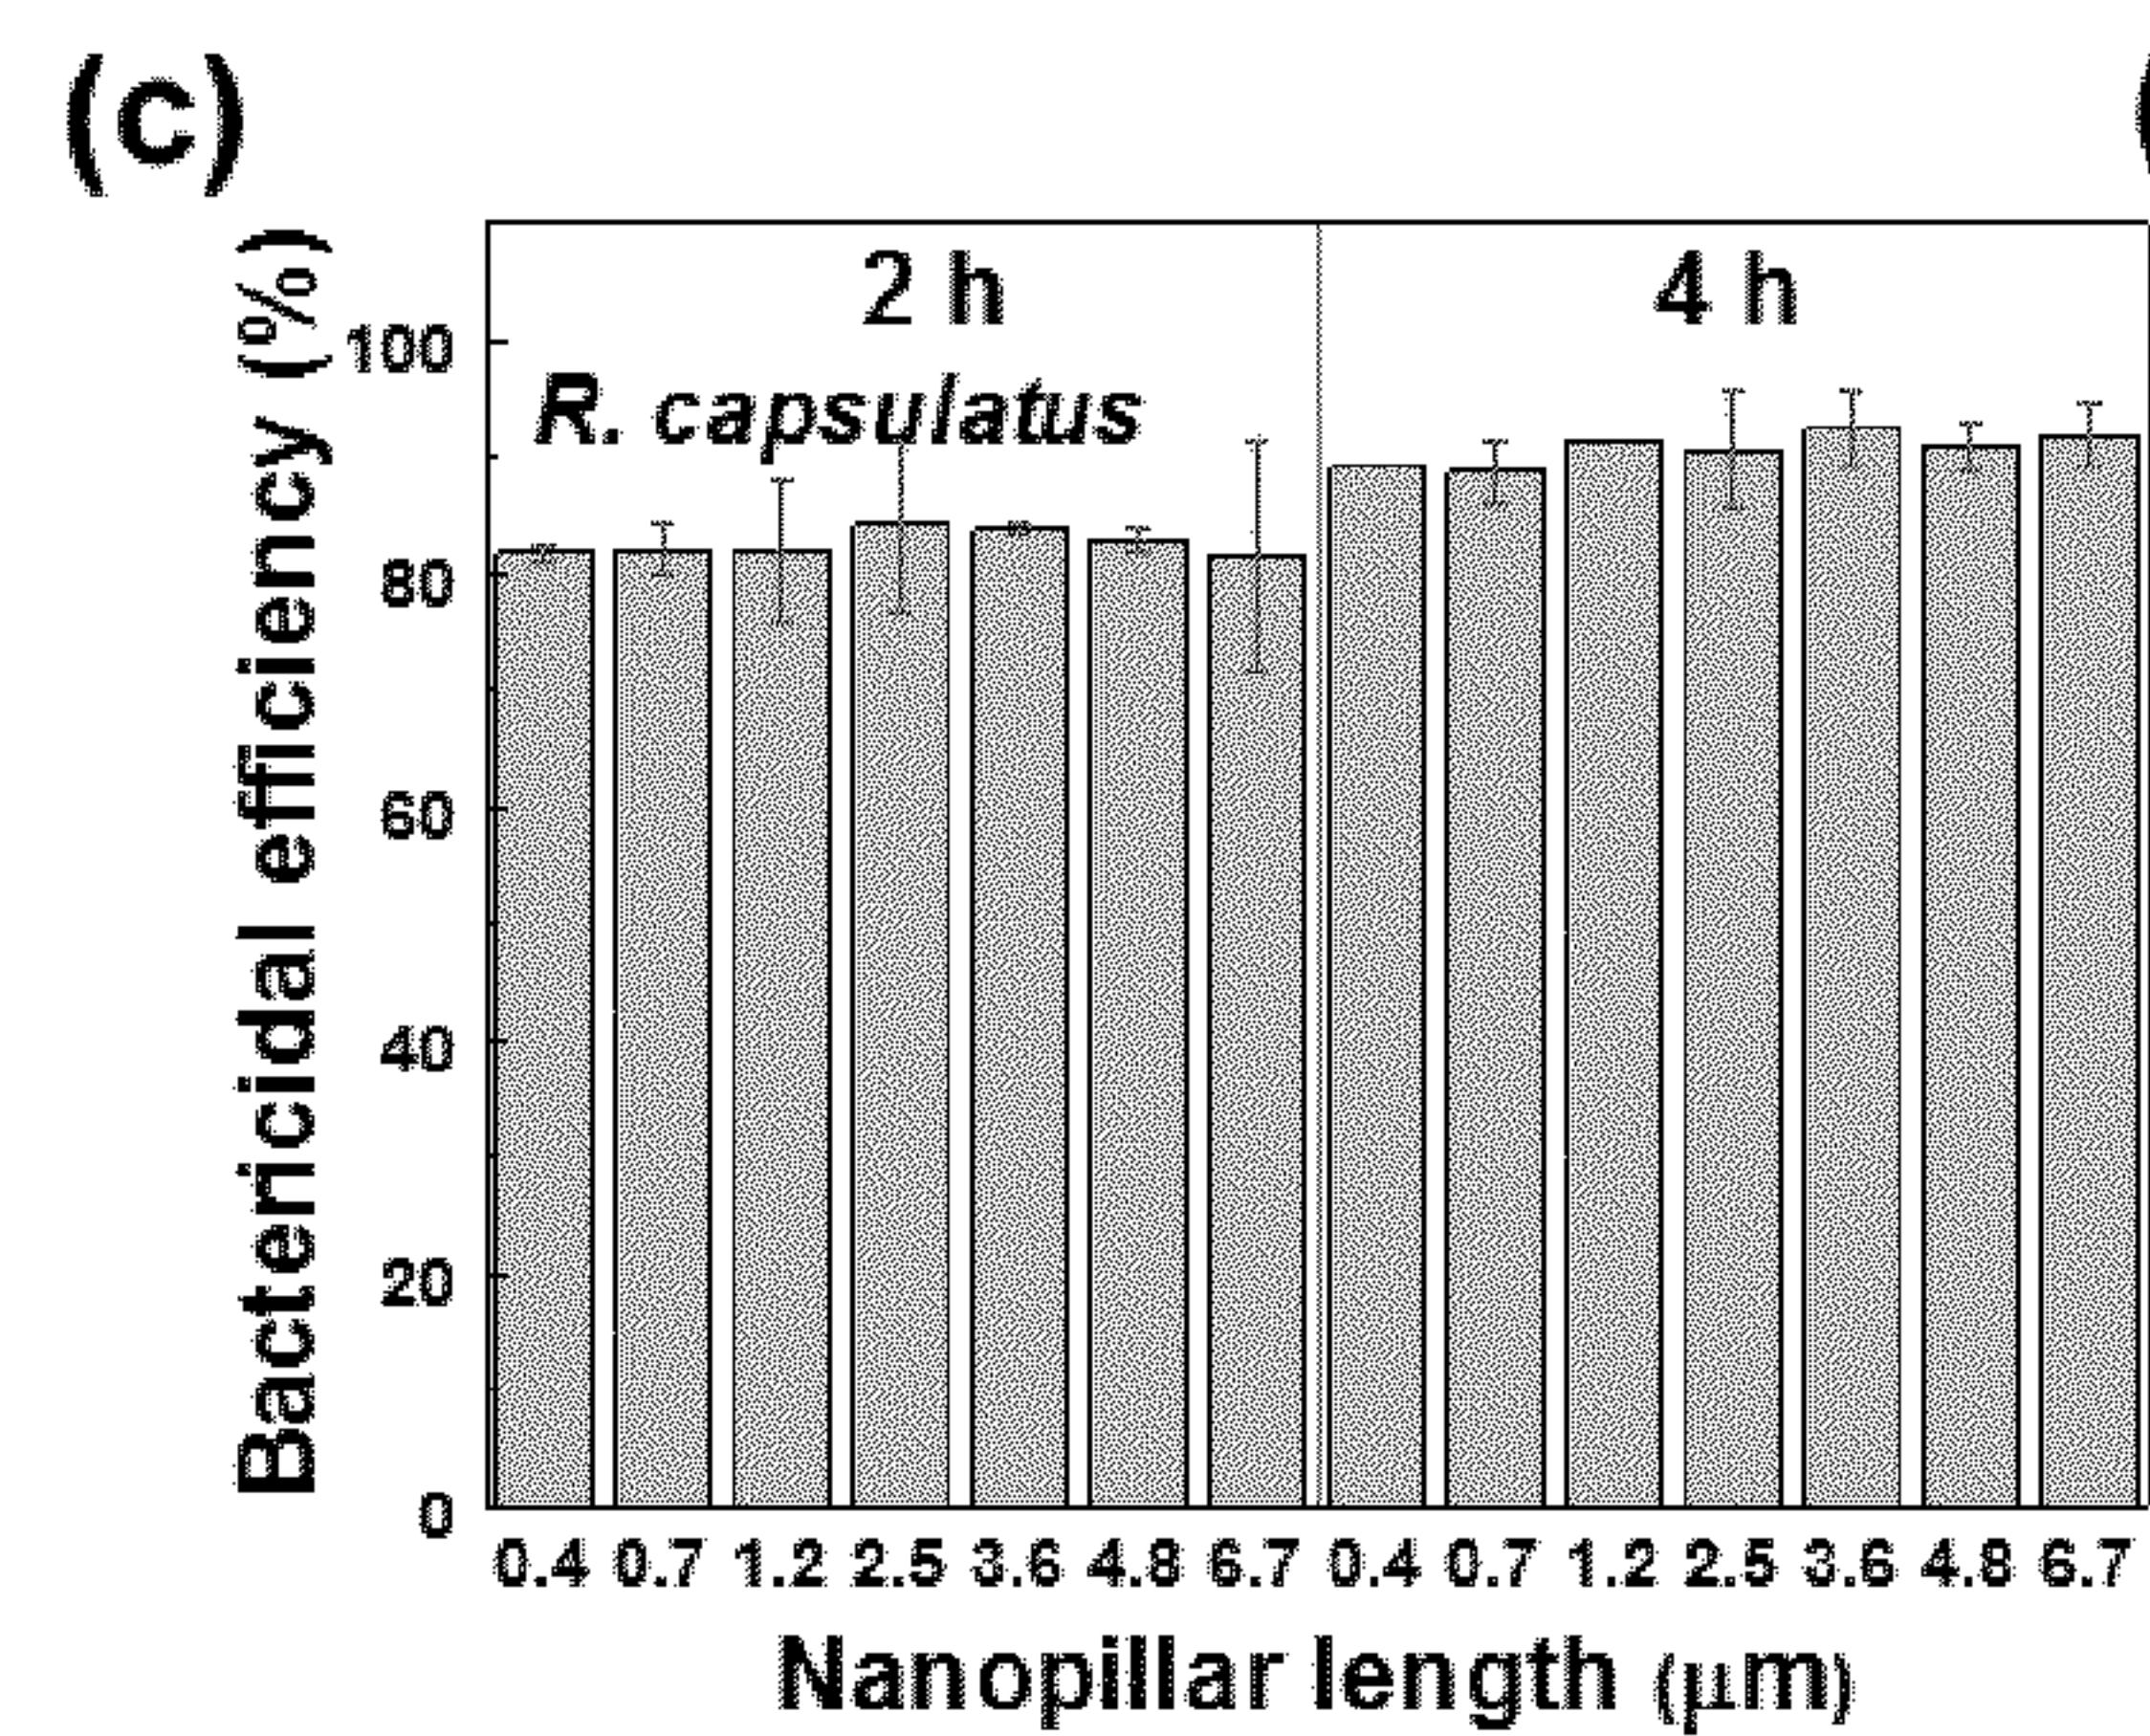 (c)
Bactericidal efficiency (%)
2 h
4 h
R. capsulatus
100
80
60
40
20
0
0.4 0.7 1.2 2.5 3.6 4.8 6.7 0.4 0.7 1.2 2.5 3.6 4.8 6.7
Nanopillar length (μm)